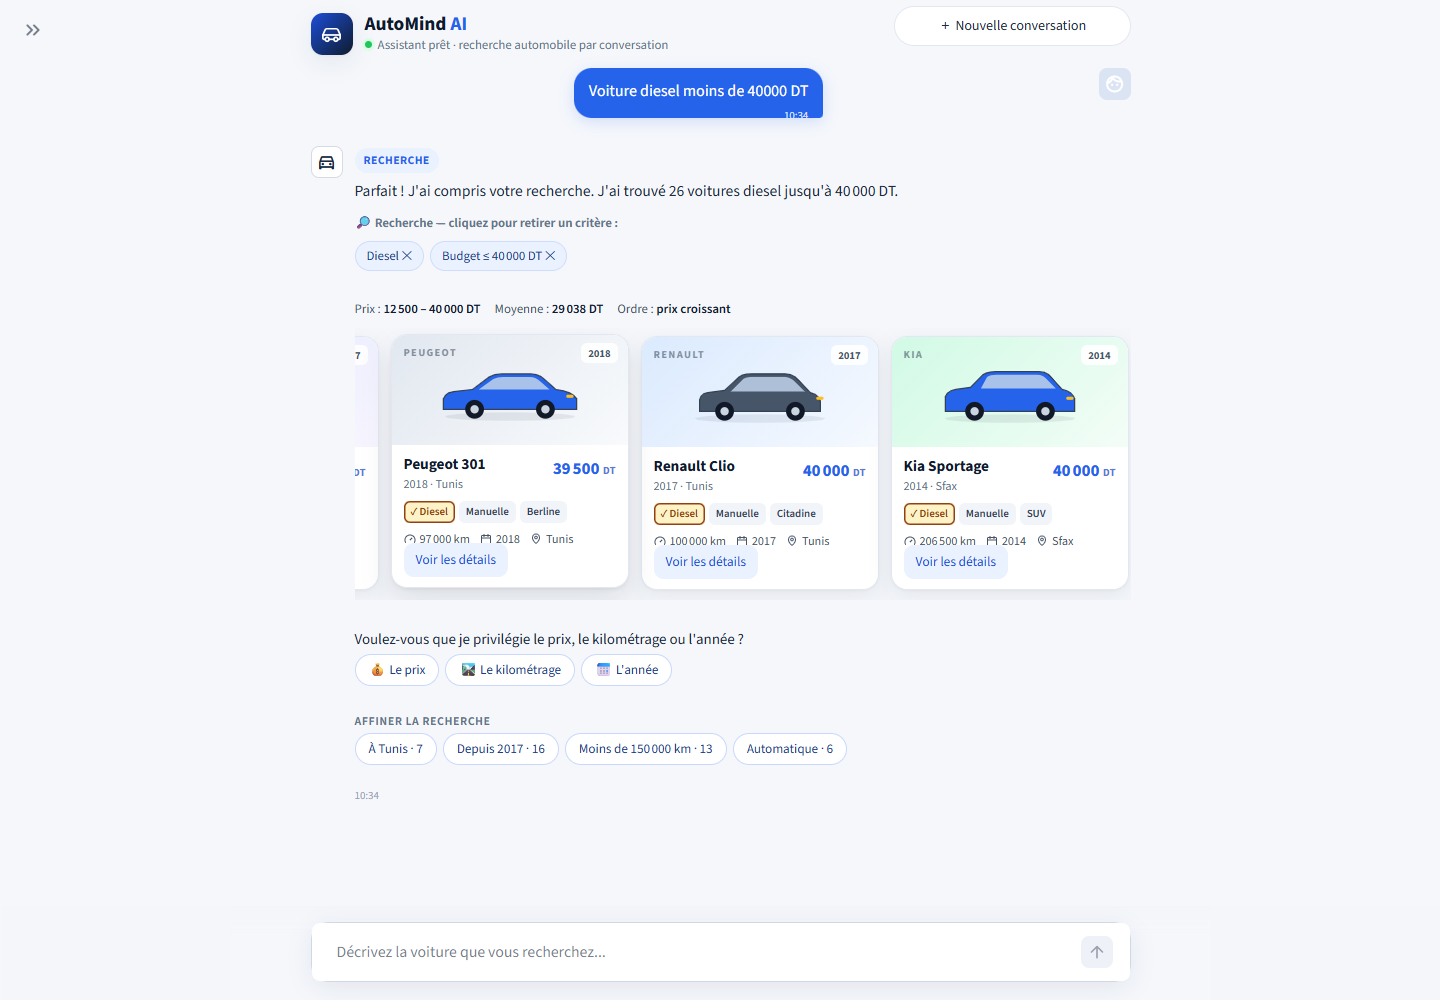 AutoMind AI
Assistant prêt · recherche automobile par conversation
+ Nouvelle conversation
Voiture diesel moins de 40000 DT
10:34
RECHERCHE
Parfait ! J'ai compris votre recherche. J'ai trouvé 26 voitures diesel jusqu'à 40 000 DT.
Recherche — cliquez pour retirer un critère :
Diesel ✕
Budget ≤ 40 000 DT ✕
Prix : 12 500 – 40 000 DT Moyenne : 29 038 DT Ordre : prix croissant
7
DT
PEUGEOT
2018
Peugeot 301
39 500 DT
2018 · Tunis
✓ Diesel Manuelle Berline
97 000 km 2018 Tunis
Voir les détails
RENAULT
2017
Renault Clio
40 000 DT
2017 · Tunis
✓ Diesel Manuelle Citadine
100 000 km 2017 Tunis
Voir les détails
KIA
2014
Kia Sportage
40 000 DT
2014 · Sfax
✓ Diesel Manuelle SUV
206 500 km 2014 Sfax
Voir les détails
Voulez-vous que je privilégie le prix, le kilométrage ou l'année ?
Le prix
Le kilométrage
L'année
AFFINER LA RECHERCHE
À Tunis · 7
Depuis 2017 · 16
Moins de 150 000 km · 13
Automatique · 6
10:34
Décrivez la voiture que vous recherchez...